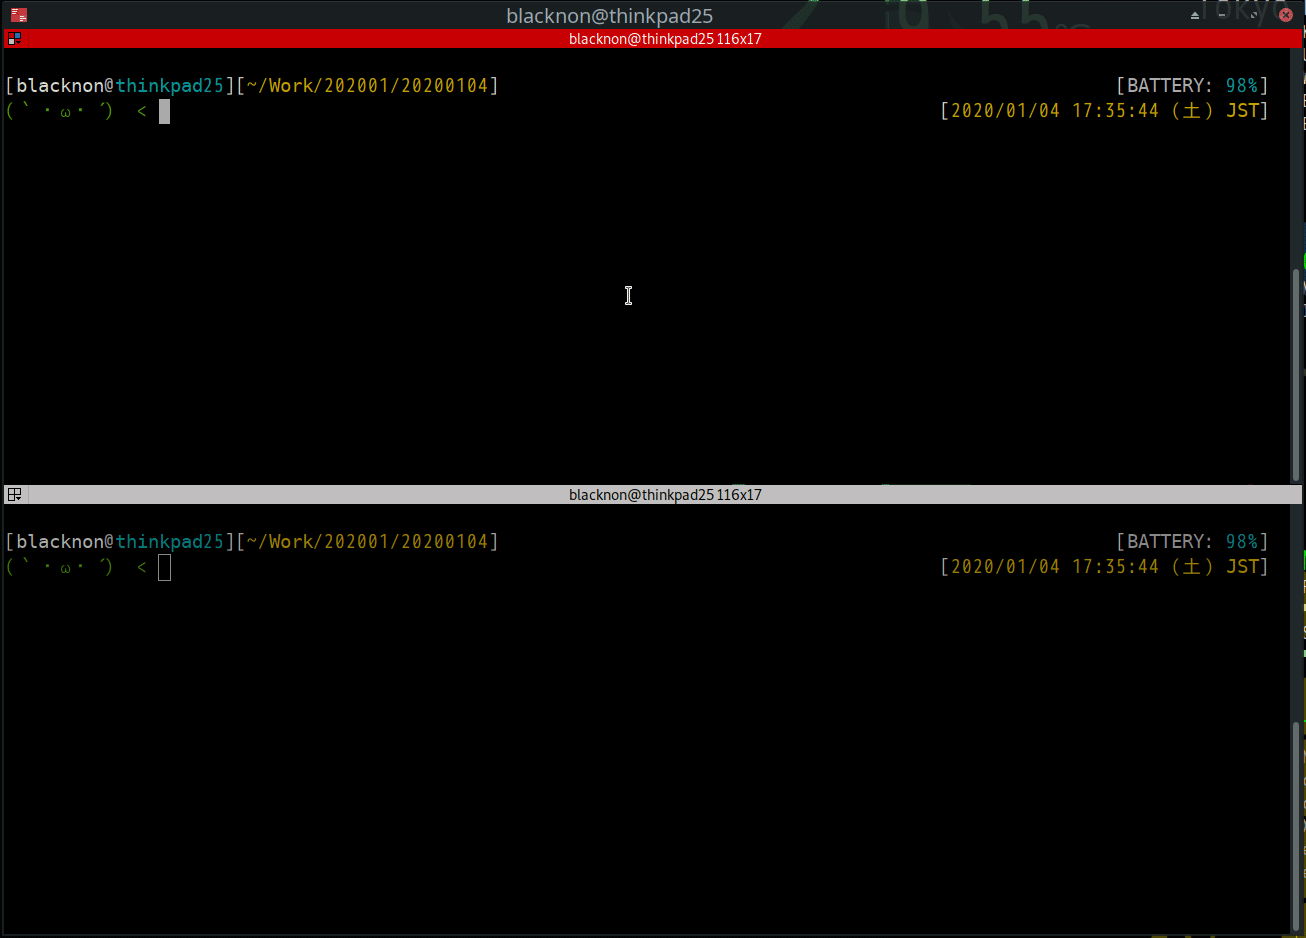 blacknon@thinkpad25
blacknon@thinkpad25 116x17
[blacknon@thinkpad25][~/Work/202001/20200104] [BATTERY: 98%]
(｀・ω・´) < [2020/01/04 17:35:44 (土) JST]
blacknon@thinkpad25 116x17
[blacknon@thinkpad25][~/Work/202001/20200104] [BATTERY: 98%]
(｀・ω・´) < [2020/01/04 17:35:44 (土) JST]